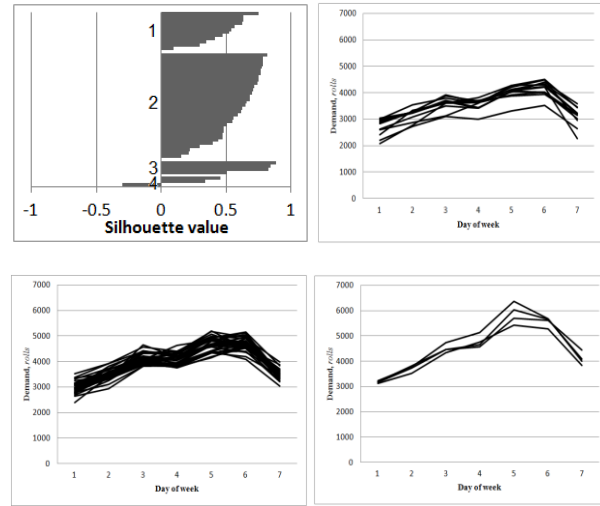 1
2
3
4
-1 -0.5 0 0.5 1
Silhouette value
7000
6000
5000
4000
3000
2000
1000
0
Demand, rolls
1 2 3 4 5 6 7
Day of week
7000
6000
5000
4000
3000
2000
1000
0
Demand, rolls
1 2 3 4 5 6 7
Day of week
7000
6000
5000
4000
3000
2000
1000
0
Demand, rolls
1 2 3 4 5 6 7
Day of week